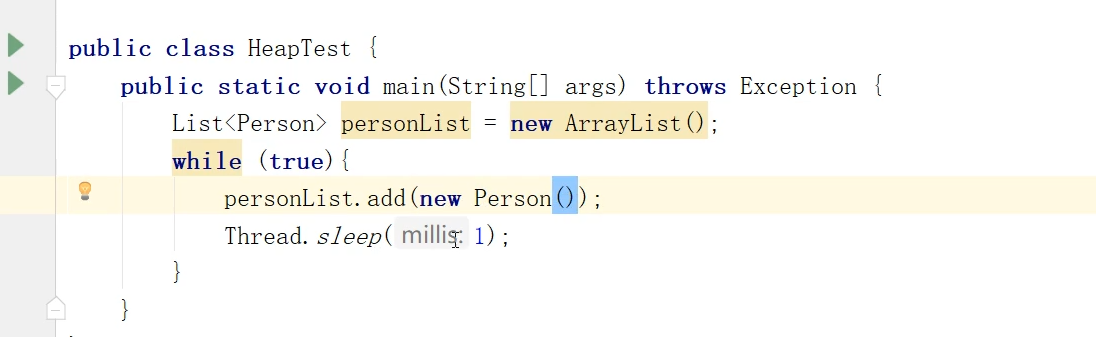 public class HeapTest {
public static void main(String[] args) throws Exception {
List<Person> personList = new ArrayList();
while (true){
personList.add(new Person());
Thread.sleep( millis: 1);
}
}